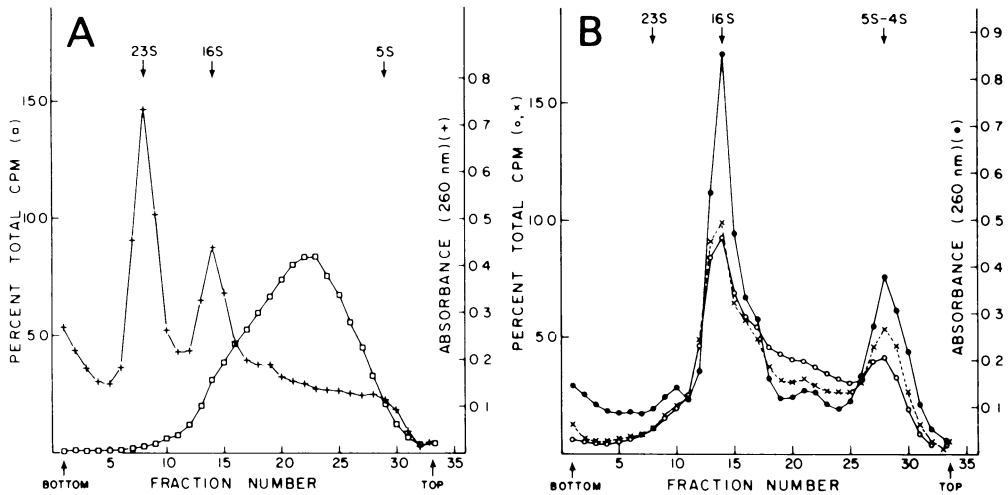 A
23S
16S
5S
PERCENT TOTAL CPM (□)
150
100
50
5
10
15
20
25
30
35
BOTTOM
FRACTION NUMBER
TOP
ABSORBANCE (260 nm)(+)
0.8
0.7
0.6
0.5
0.4
0.3
0.2
0.1
B
23S
16S
5S-4S
PERCENT TOTAL CPM (o,×)
150
100
50
5
10
15
20
25
30
35
BOTTOM
FRACTION NUMBER
TOP
ABSORBANCE (260 nm)(●)
0.9
0.8
0.7
0.6
0.5
0.4
0.3
0.2
0.1